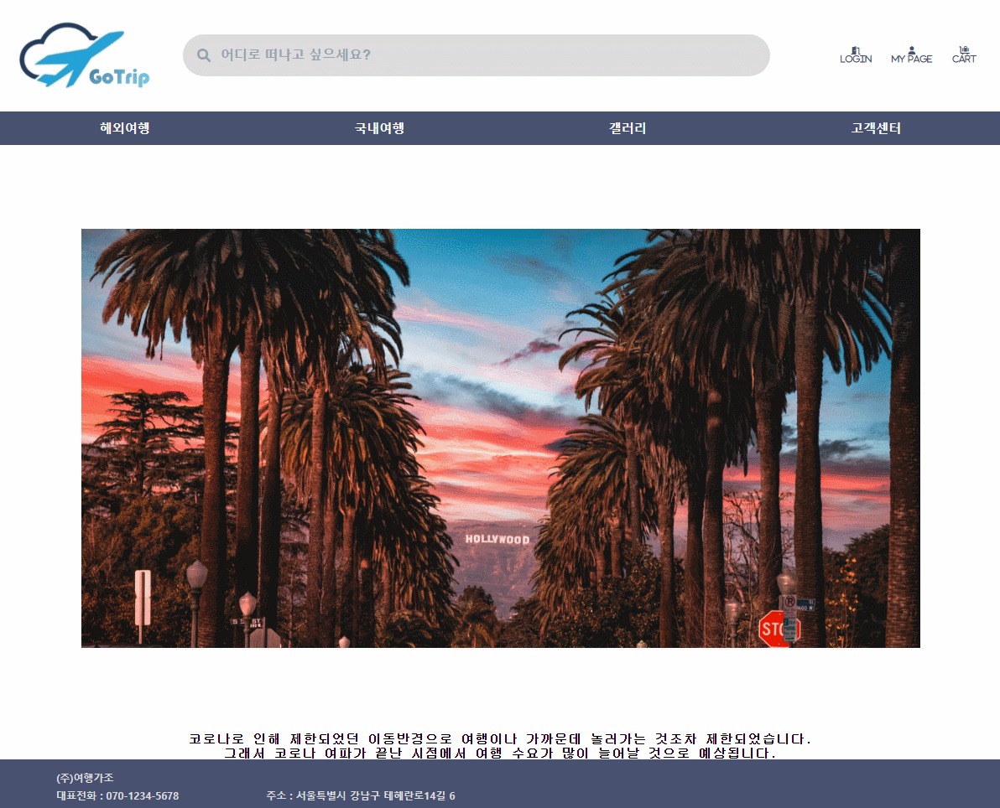 GoTrip
어디로 떠나고 싶으세요?
LOGIN MY PAGE CART
해외여행 국내여행 갤러리 고객센터
HOLLYWOOD
코로나로 인해 제한되었던 이동반경으로 여행이나 가까운데 놀러가는 것조차 제한되었습니다.
그래서 코로나 여파가 끝난 시점에서 여행 수요가 많이 늘어날 것으로 예상됩니다.
(주)여행가조
대표전화 : 070-1234-5678 주소 : 서울특별시 강남구 테헤란로14길 6